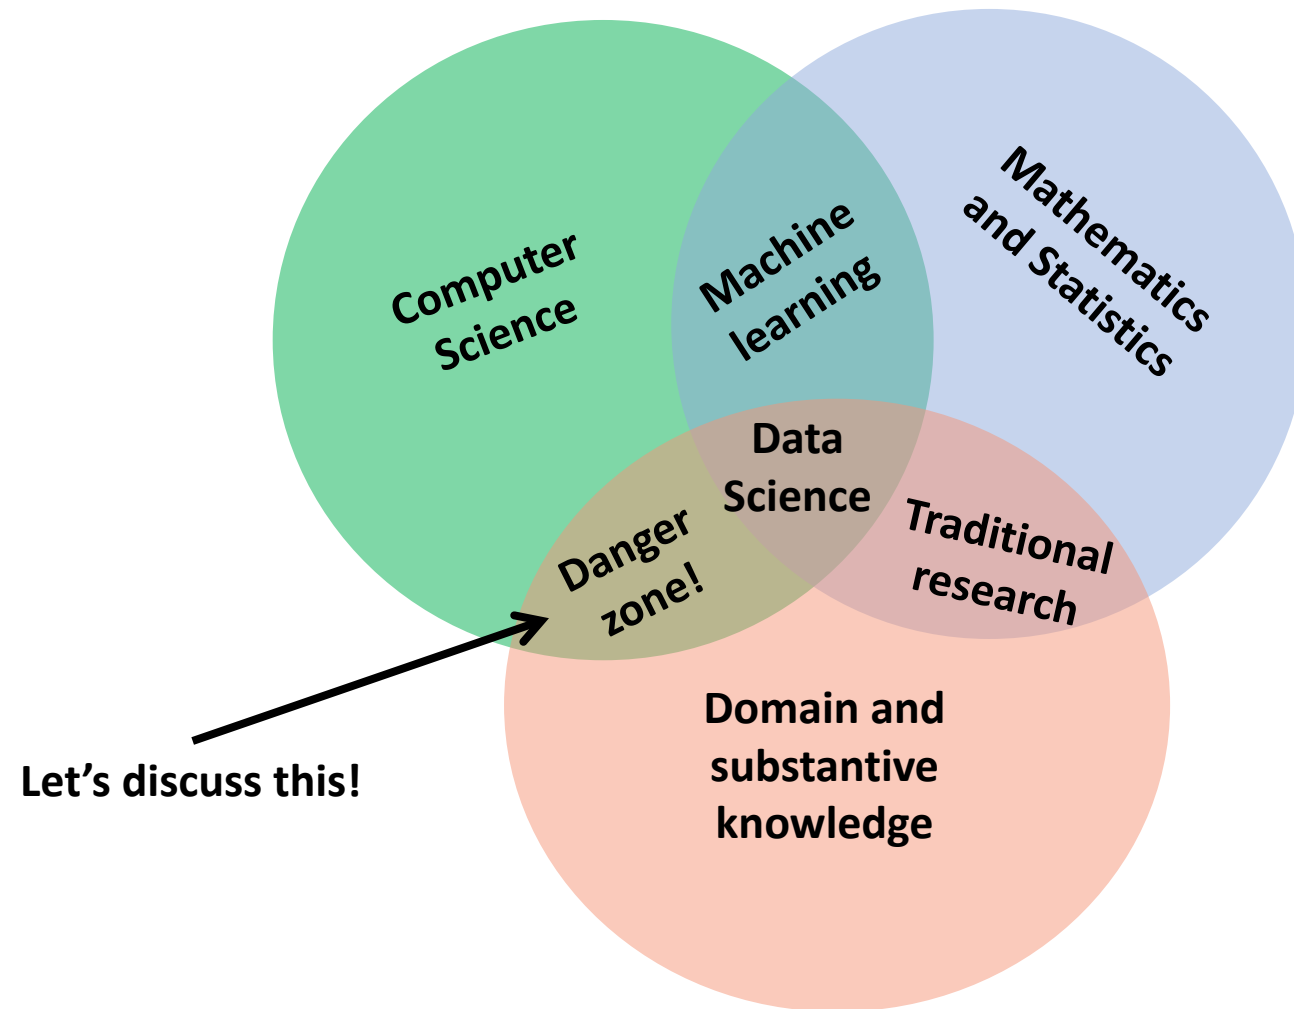 Computer
Science
Machine
learning
Mathematics
and Statistics
Data
Science
Danger
zone!
Traditional
research
Domain and
substantive
knowledge
Let’s discuss this!